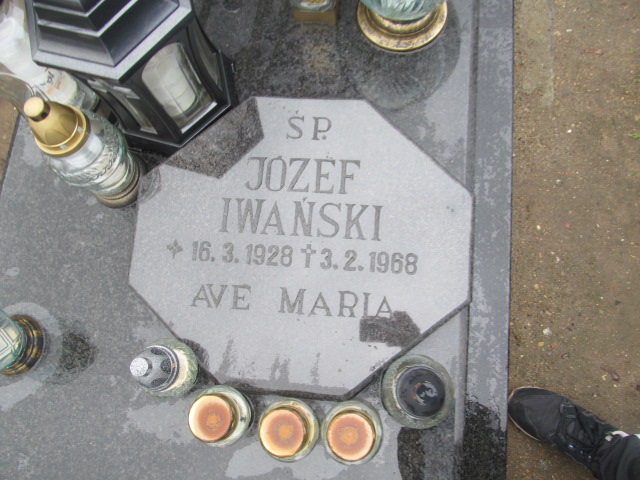 ŚP.
JÓZEF
IWAŃSKI
16.3.1928 † 3.2.1968
AVE MARIA